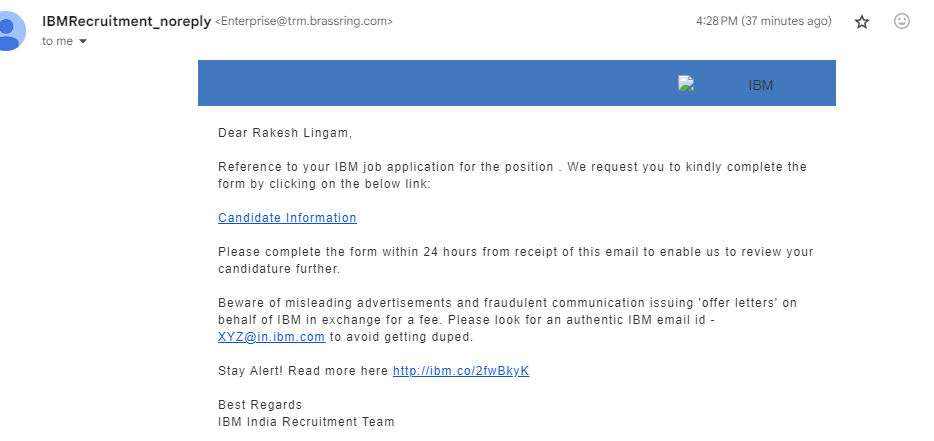 IBMRecruitment_noreply <Enterprise@trm.brassring.com> 4:28 PM (37 minutes ago)
to me
IBM
Dear Rakesh Lingam,
Reference to your IBM job application for the position . We request you to kindly complete the
form by clicking on the below link:
Candidate Information
Please complete the form within 24 hours from receipt of this email to enable us to review your
candidature further.
Beware of misleading advertisements and fraudulent communication issuing 'offer letters' on
behalf of IBM in exchange for a fee. Please look for an authentic IBM email id -
XYZ@in.ibm.com to avoid getting duped.
Stay Alert! Read more here http://ibm.co/2fwBkyK
Best Regards
IBM India Recruitment Team